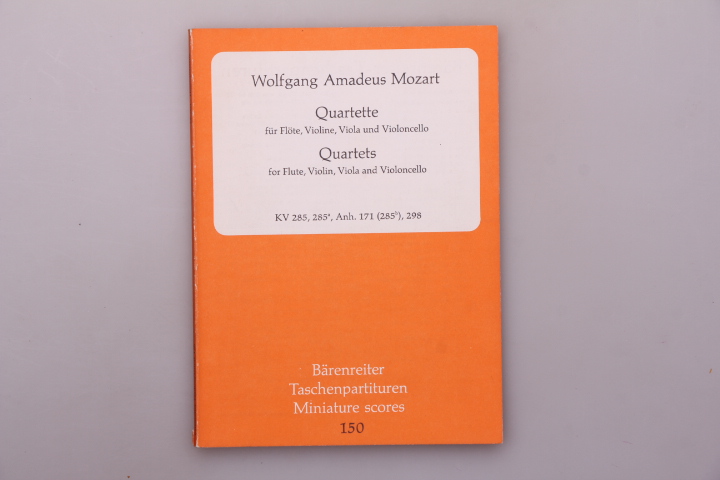 Wolfgang Amadeus Mozart
Quartette
für Flöte, Violine, Viola und Violoncello
Quartets
for Flute, Violin, Viola and Violoncello
KV 285, 285ª, Anh. 171 (285ᵇ), 298
Bärenreiter
Taschenpartituren
Miniature scores
150